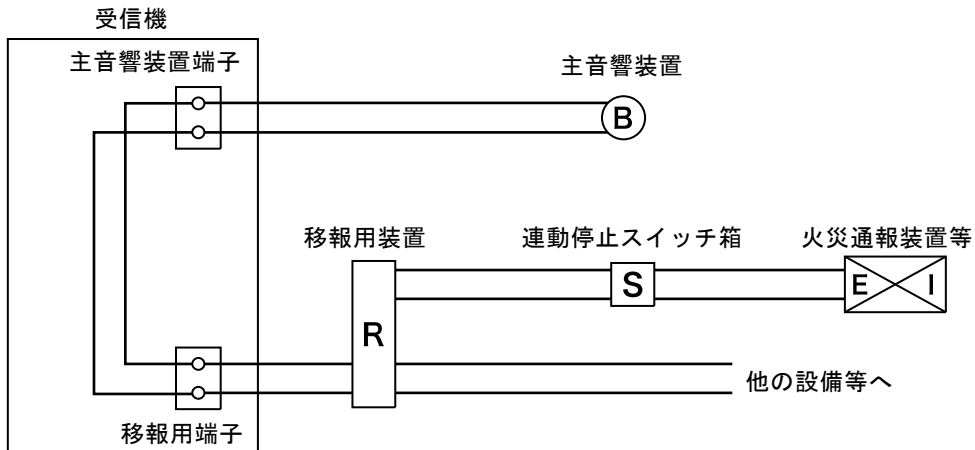 受信機
主音響装置端子
主音響装置
B
移報用装置
連動停止スイッチ箱
火災通報装置等
S
E I
R
他の設備等へ
移報用端子